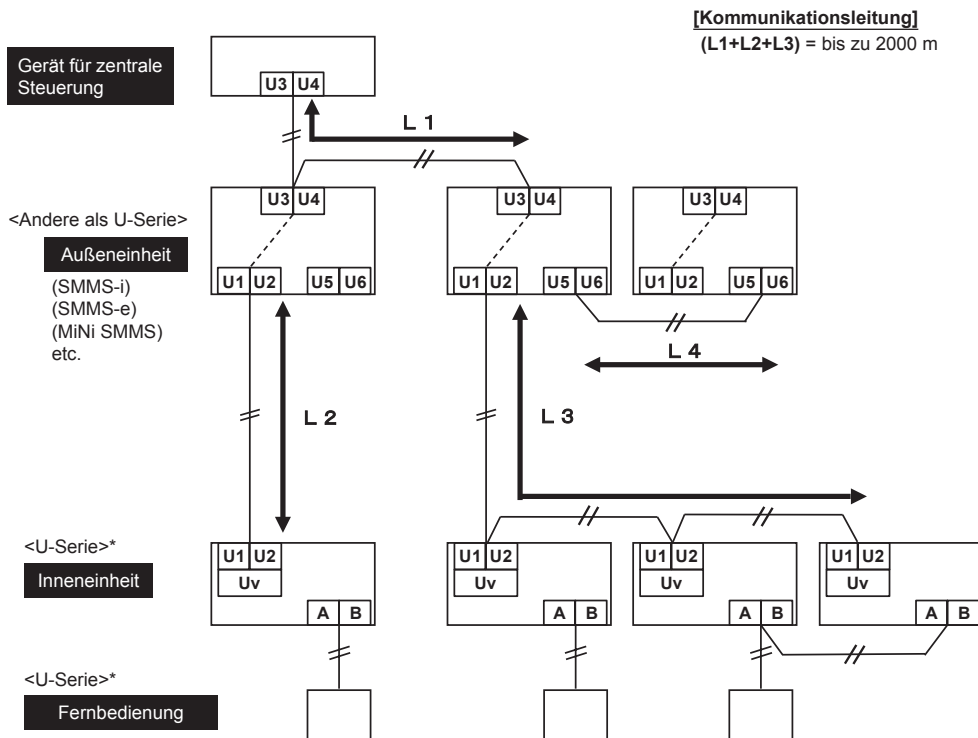 [Kommunikationsleitung]
(L1+L2+L3) = bis zu 2000 m
Gerät für zentrale
Steuerung
U3 U4
L 1
U3 U4 U3 U4 U3 U4
<Andere als U-Serie>
Außeneinheit
U1 U2 U5 U6 U1 U2 U5 U6 U1 U2 U5 U6
(SMMS-i)
(SMMS-e)
(MiNi SMMS)
etc.
L 4
L 2 L 3
<U-Serie>*
U1 U2 U1 U2 U1 U2 U1 U2
Inneneinheit
Uv Uv Uv Uv
A B A B A B A B
<U-Serie>*
Fernbedienung